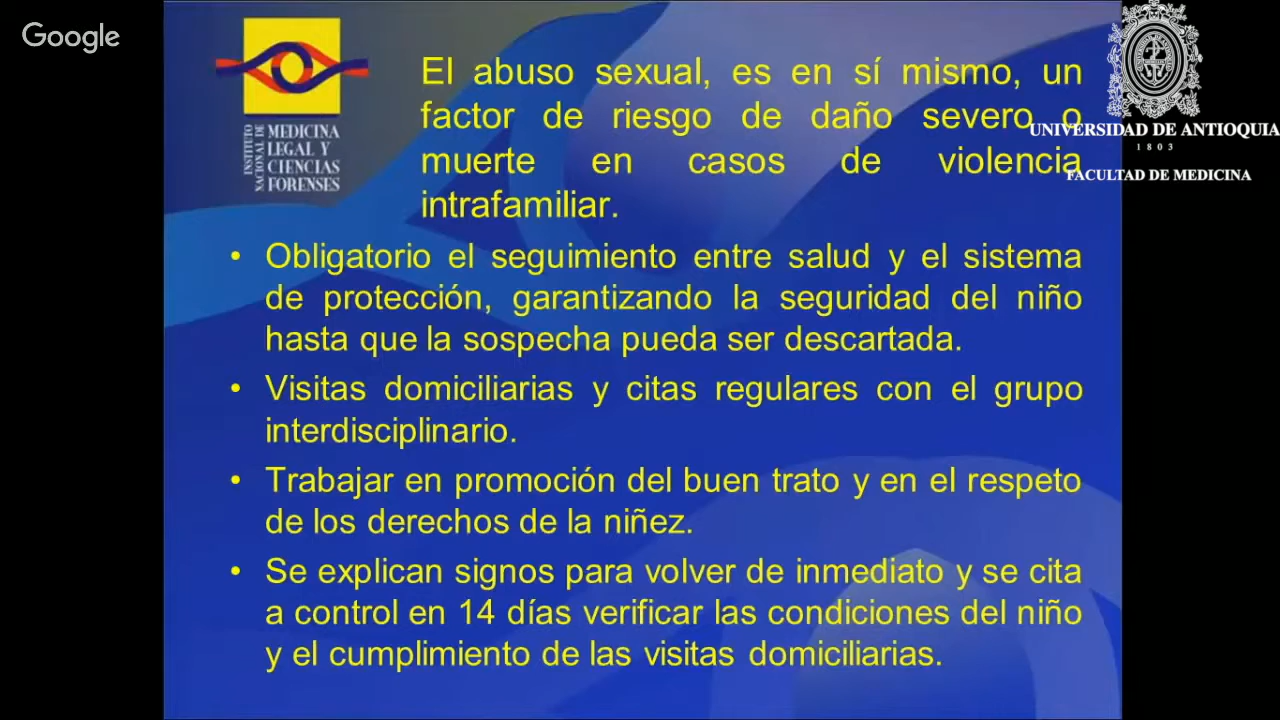 Google
INSTITUTO
NACIONAL DE
MEDICINA
LEGAL Y
CIENCIAS
FORENSES
El abuso sexual, es en sí mismo, un
factor de riesgo de daño severo o
muerte en casos de violencia
intrafamiliar.
UNIVERSIDAD DE ANTIOQUIA
1803
FACULTAD DE MEDICINA
• Obligatorio el seguimiento entre salud y el sistema
de protección, garantizando la seguridad del niño
hasta que la sospecha pueda ser descartada.
• Visitas domiciliarias y citas regulares con el grupo
interdisciplinario.
• Trabajar en promoción del buen trato y en el respeto
de los derechos de la niñez.
• Se explican signos para volver de inmediato y se cita
a control en 14 días verificar las condiciones del niño
y el cumplimiento de las visitas domiciliarias.